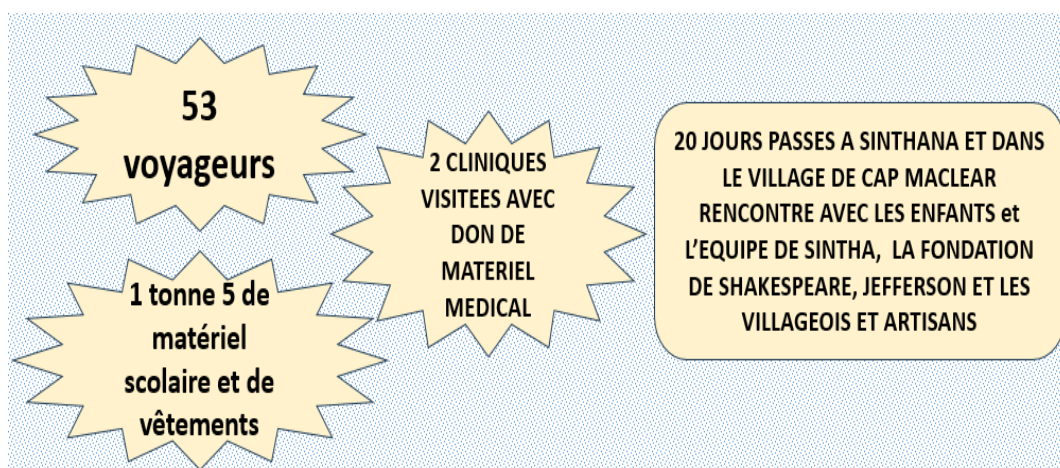 53
voyageurs
1 tonne 5 de
matériel
scolaire et de
vêtements
2 CLINIQUES
VISITEES AVEC
DON DE
MATERIEL
MEDICAL
20 JOURS PASSES A SINTHANA ET DANS
LE VILLAGE DE CAP MACLEAR
RENCONTRE AVEC LES ENFANTS et
L’EQUIPE DE SINTHA, LA FONDATION
DE SHAKESPEARE, JEFFERSON ET LES
VILLAGEOIS ET ARTISANS